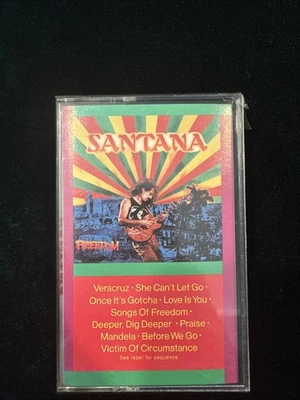 SANTANA
FREEDOM
Veracruz • She Can't Let Go •
Once It's Gotcha • Love Is You •
Songs Of Freedom •
Deeper, Dig Deeper • Praise •
Mandela • Before We Go •
Victim Of Circumstance
See label for sequence